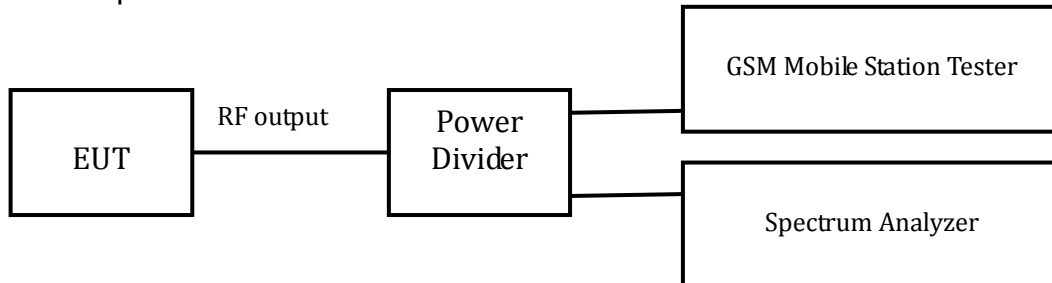 GSM Mobile Station Tester
RF output
EUT
Power
Divider
Spectrum Analyzer